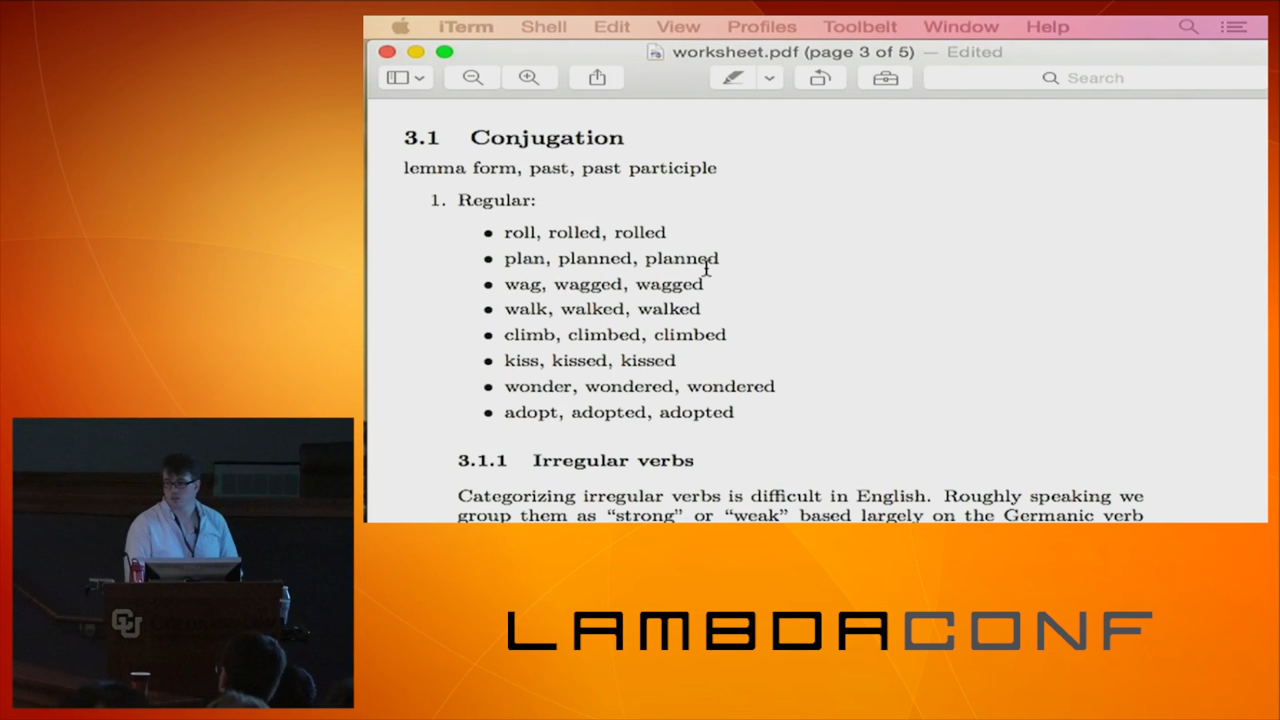 iTerm Shell Edit View Profiles Toolbelt Window Help
worksheet.pdf (page 3 of 5) — Edited
Search
3.1 Conjugation
lemma form, past, past participle
1. Regular:
• roll, rolled, rolled
• plan, planned, planned
• wag, wagged, wagged
• walk, walked, walked
• climb, climbed, climbed
• kiss, kissed, kissed
• wonder, wondered, wondered
• adopt, adopted, adopted
3.1.1 Irregular verbs
Categorizing irregular verbs is difficult in English. Roughly speaking we
group them as “strong” or “weak” based largely on the Germanic verb
CU
LAMBDACONF